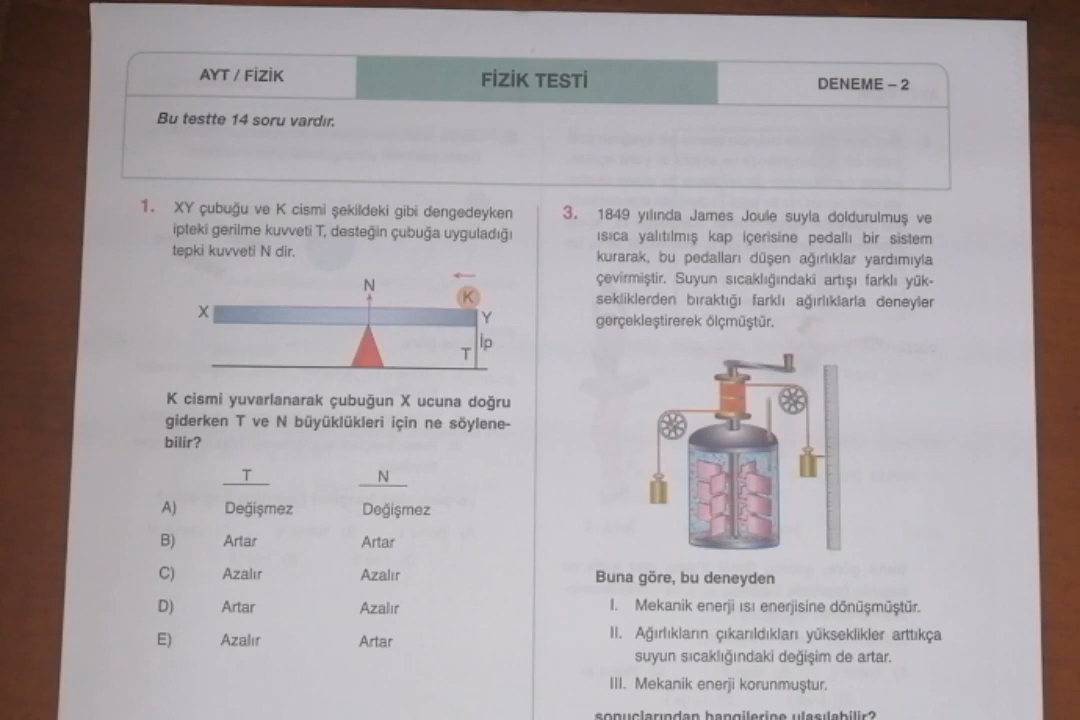 AYT / FİZİK
FİZİK TESTİ
DENEME – 2
Bu testte 14 soru vardır.
1. XY çubuğu ve K cismi şekildeki gibi dengedeyken
ipteki gerilme kuvveti T, desteğin çubuğa uyguladığı
tepki kuvveti N dir.
N
K
X
Y
İp
T
K cismi yuvarlanarak çubuğun X ucuna doğru
giderken T ve N büyüklükleri için ne söylene-
bilir?
T N
A) Değişmez Değişmez
B) Artar Artar
C) Azalır Azalır
D) Artar Azalır
E) Azalır Artar
3. 1849 yılında James Joule suyla doldurulmuş ve
ısıca yalıtılmış kap içerisine pedallı bir sistem
kurarak, bu pedalları düşen ağırlıklar yardımıyla
çevirmiştir. Suyun sıcaklığındaki artışı farklı yük-
sekliklerden bıraktığı farklı ağırlıklarla deneyler
gerçekleştirerek ölçmüştür.
Buna göre, bu deneyden
I. Mekanik enerji ısı enerjisine dönüşmüştür.
II. Ağırlıkların çıkarıldıkları yükseklikler arttıkça
suyun sıcaklığındaki değişim de artar.
III. Mekanik enerji korunmuştur.
sonuçlarından hangilerine ulaşılabilir?